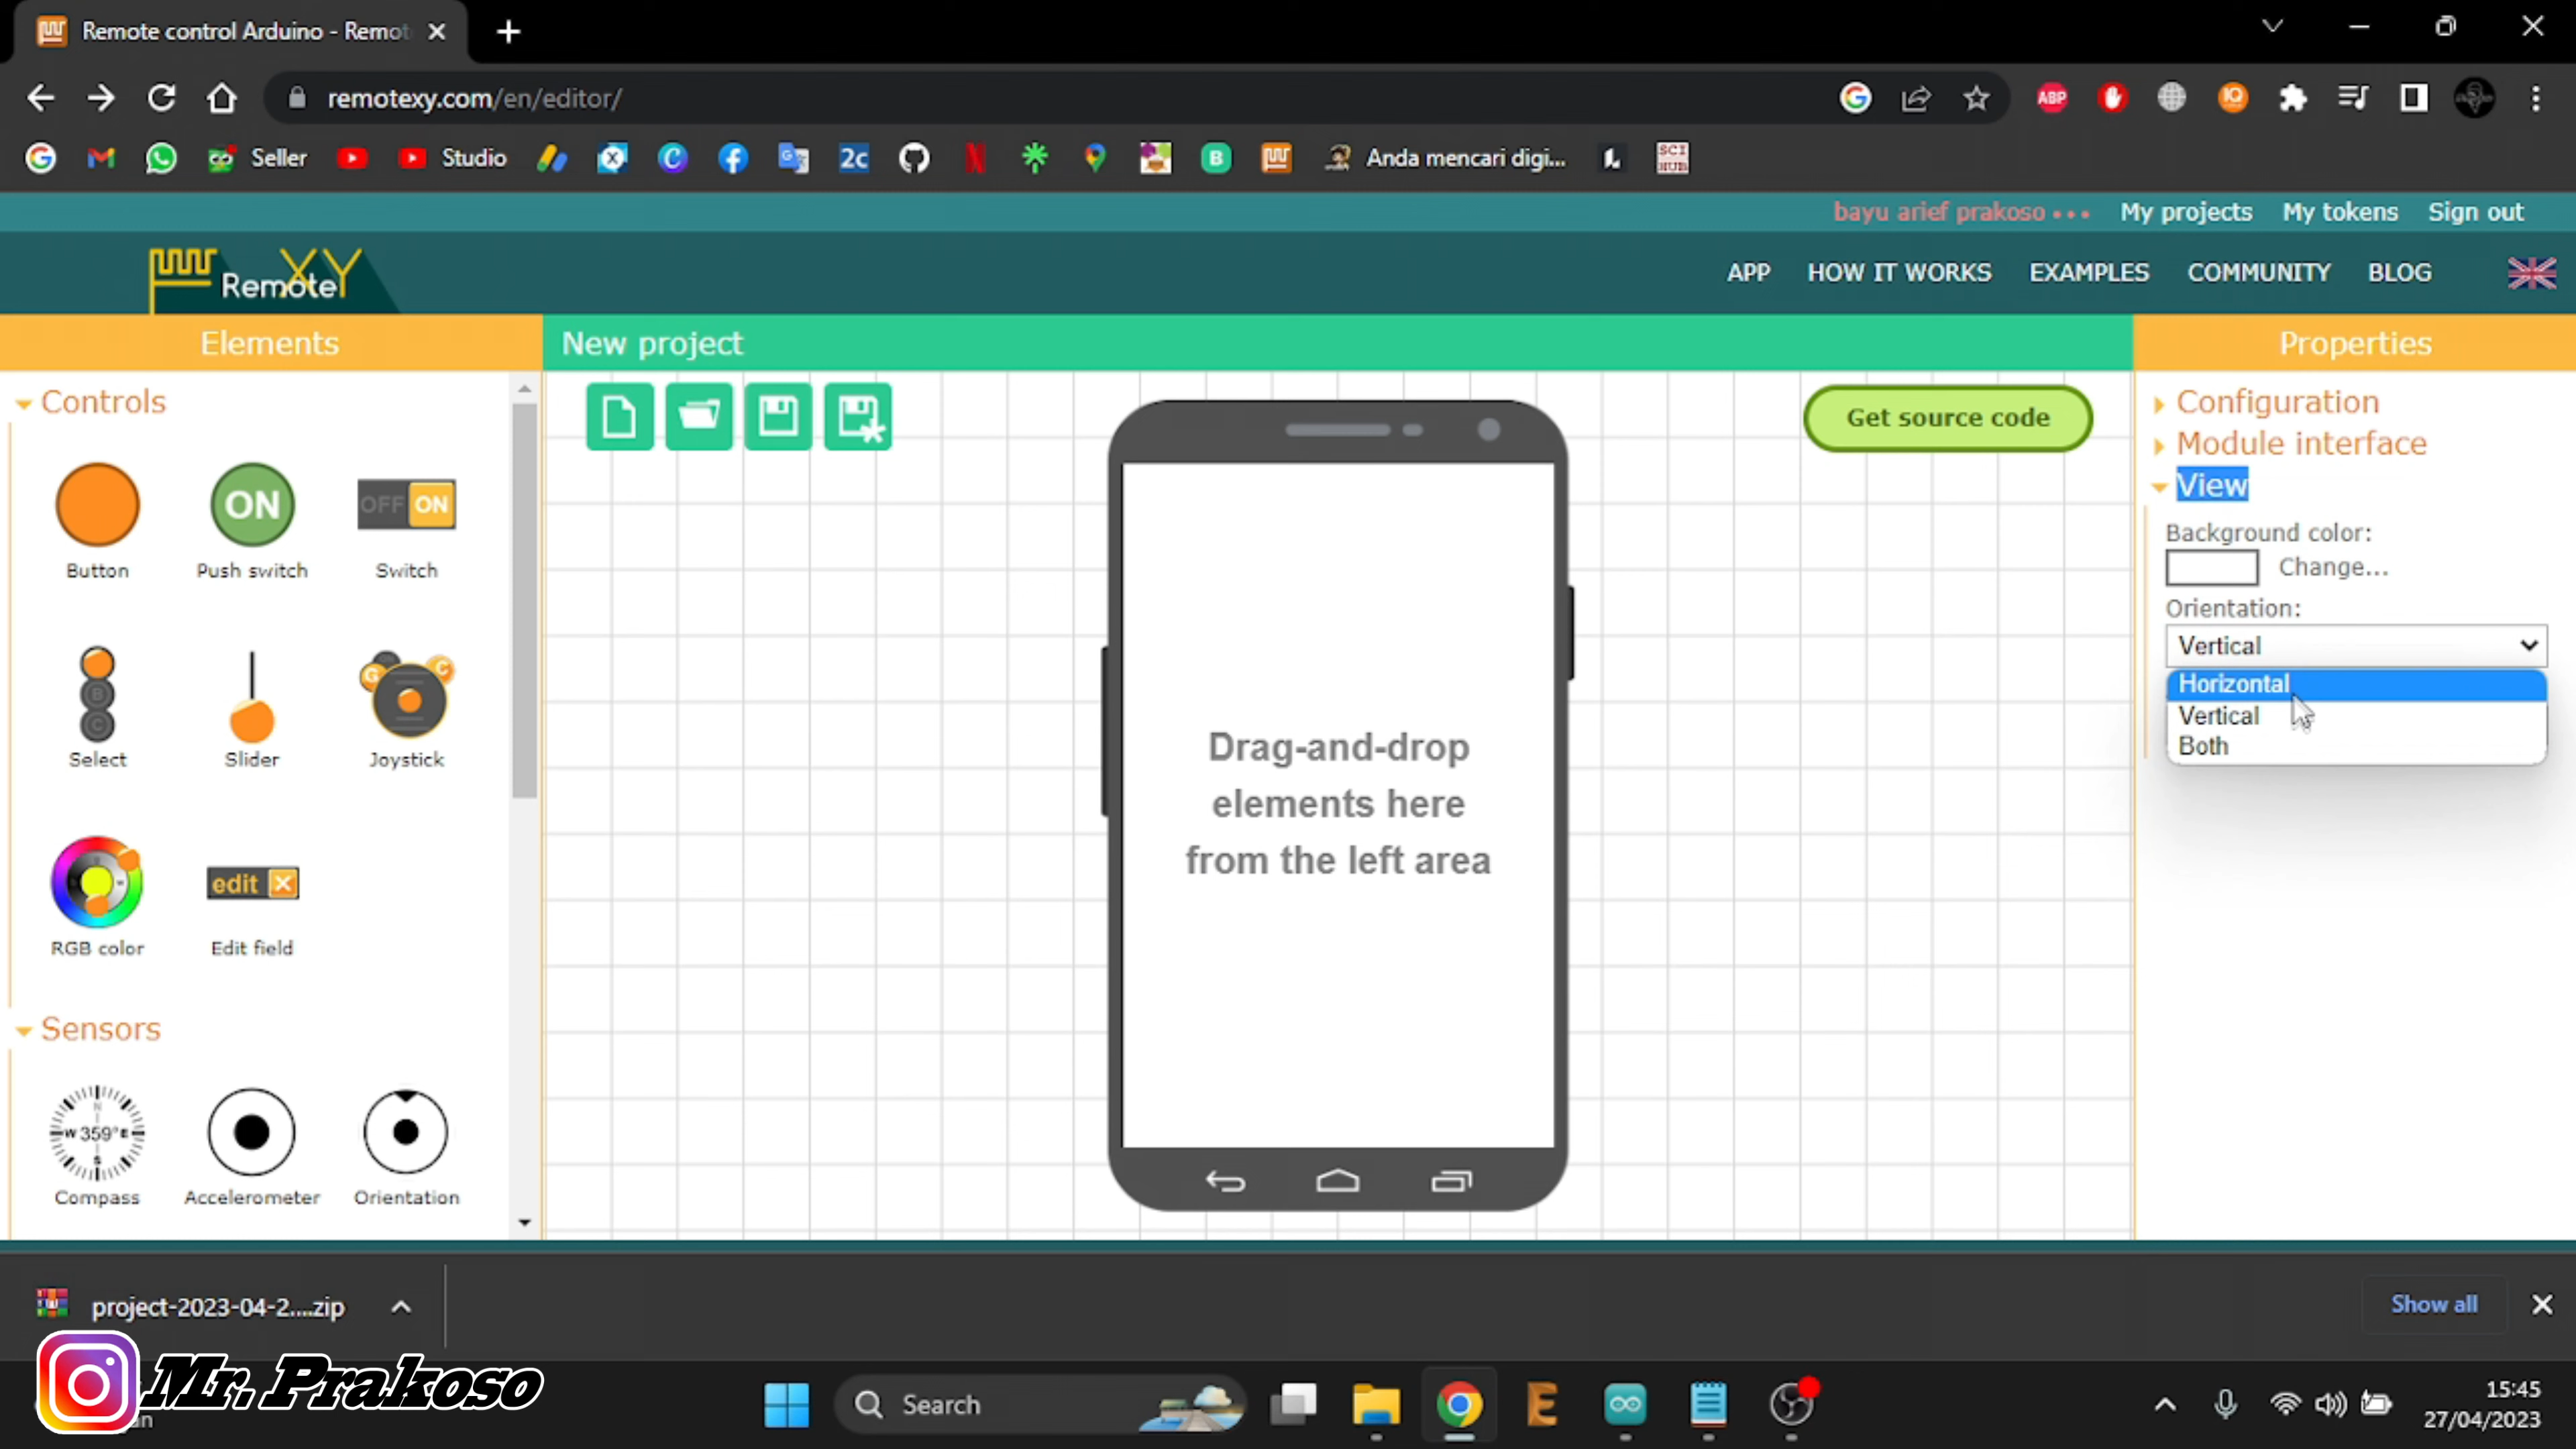 Remote control Arduino - Remot
remotexy.com/en/editor/
ABP
IQ
Seller
Studio
2c
B
Anda mencari digi...
SCI
HUB
bayu arief prakoso •••
My projects
My tokens
Sign out
RemoteXY
APP
HOW IT WORKS
EXAMPLES
COMMUNITY
BLOG
Elements
New project
Properties
Controls
Button
ON
Push switch
OFF ON
Switch
B
C
Select
Slider
G
C
Joystick
RGB color
edit X
Edit field
Sensors
N
W 359° E
S
Compass
Accelerometer
Orientation
Get source code
Drag-and-drop
elements here
from the left area
Configuration
Module interface
View
Background color:
Change...
Orientation:
Vertical
Horizontal
Vertical
Both
project-2023-04-2....zip
Show all
Mr. Prakoso
Search
15:45
27/04/2023